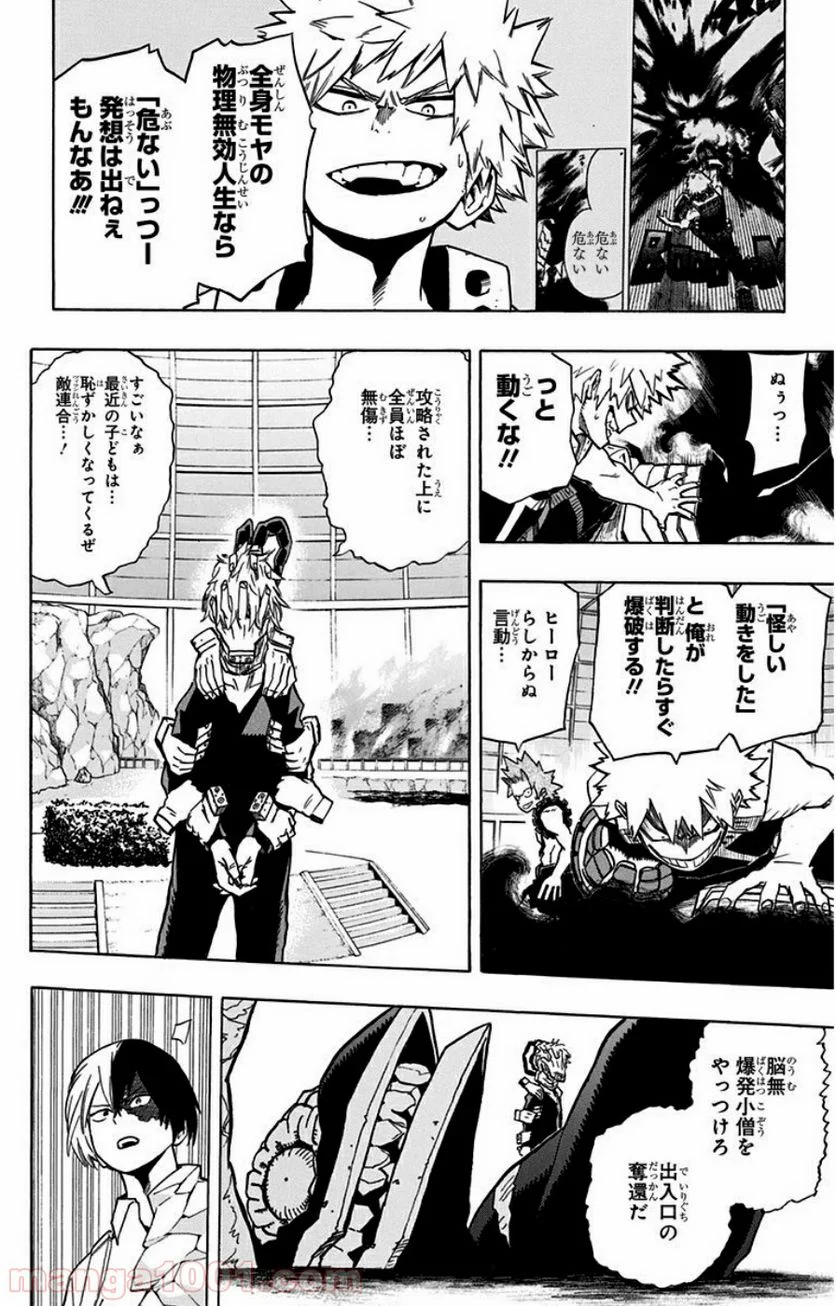 危ない
危ない
全身モヤの
物理無効人生なら
「危ない」っつー
発想は出ねぇ
もんなぁ!!!
ぬぅっ…
っと
動くな!!
「怪しい
動きをした」
と俺が
判断したらすぐ
爆破する!!
ヒーロー
らしからぬ
言動…
攻略された上に
全員ほぼ
無傷…
すごいなぁ
最近の子どもは…
恥ずかしくなってくるぜ
敵連合…!
脳無
爆発小僧を
やっつけろ
出入口の
奪還だ
manga1001.com